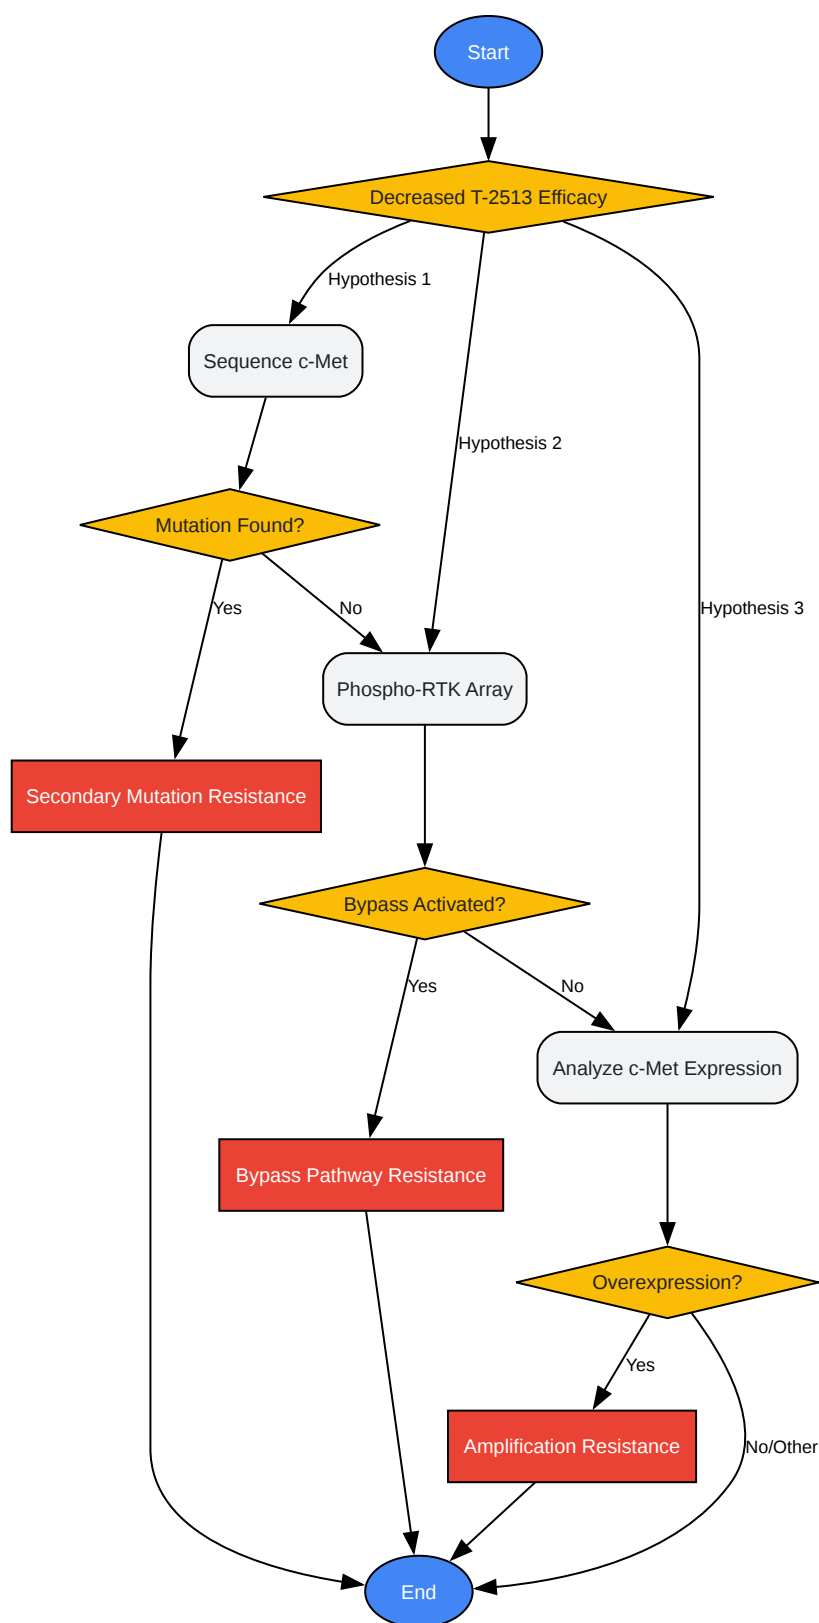 Start
Decreased T-2513 Efficacy
Hypothesis 1
Sequence c-Met
Hypothesis 2
Mutation Found?
Yes
No
Hypothesis 3
Phospho-RTK Array
Secondary Mutation Resistance
Bypass Activated?
Yes
No
Analyze c-Met Expression
Bypass Pathway Resistance
Overexpression?
Yes
Amplification Resistance
No/Other
End